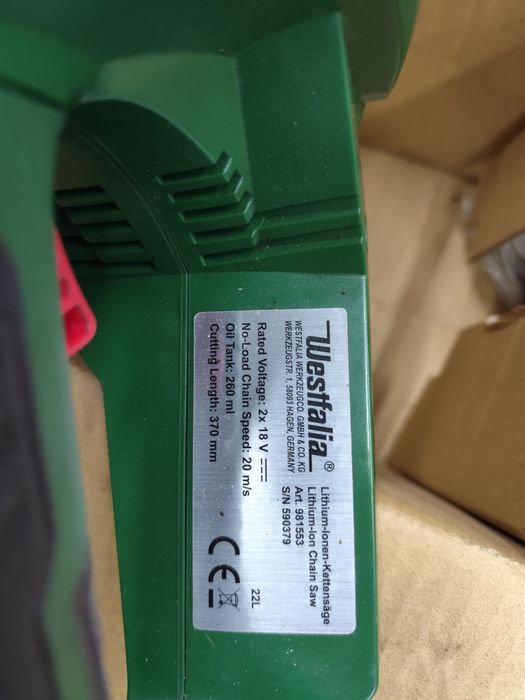 Westfalia®
WESTFALIA WERKZEUGCO. GMBH & CO. KG
WERKZEUGSTR. 1, 58093 HAGEN, GERMANY
Lithium-Ionen-Kettensäge
Lithium-Ion Chain Saw
Art. 981553
S/N 590379
Rated Voltage: 2x 18 V
No-Load Chain Speed: 20 m/s
Oil Tank: 260 ml
Cutting Length: 370 mm
22L
CE